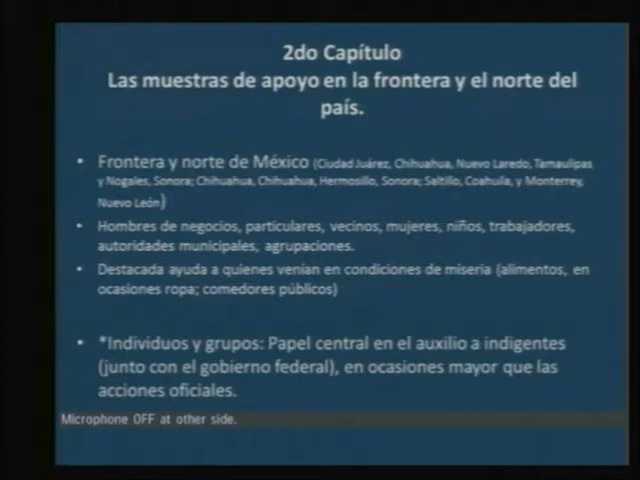 2do Capítulo
Las muestras de apoyo en la frontera y el norte del
país.
• Frontera y norte de México (Ciudad Juárez, Chihuahua, Nuevo Laredo, Tamaulipas
y Nogales, Sonora; Chihuahua, Chihuahua, Hermosillo, Sonora; Saltillo, Coahuila, y Monterrey,
Nuevo León)
• Hombres de negocios, particulares, vecinos, mujeres, niños, trabajadores,
autoridades municipales, agrupaciones.
• Destacada ayuda a quienes venían en condiciones de miseria (alimentos, en
ocasiones ropa; comedores públicos)
• *Individuos y grupos: Papel central en el auxilio a indigentes
(junto con el gobierno federal), en ocasiones mayor que las
acciones oficiales.
Microphone OFF at other side.